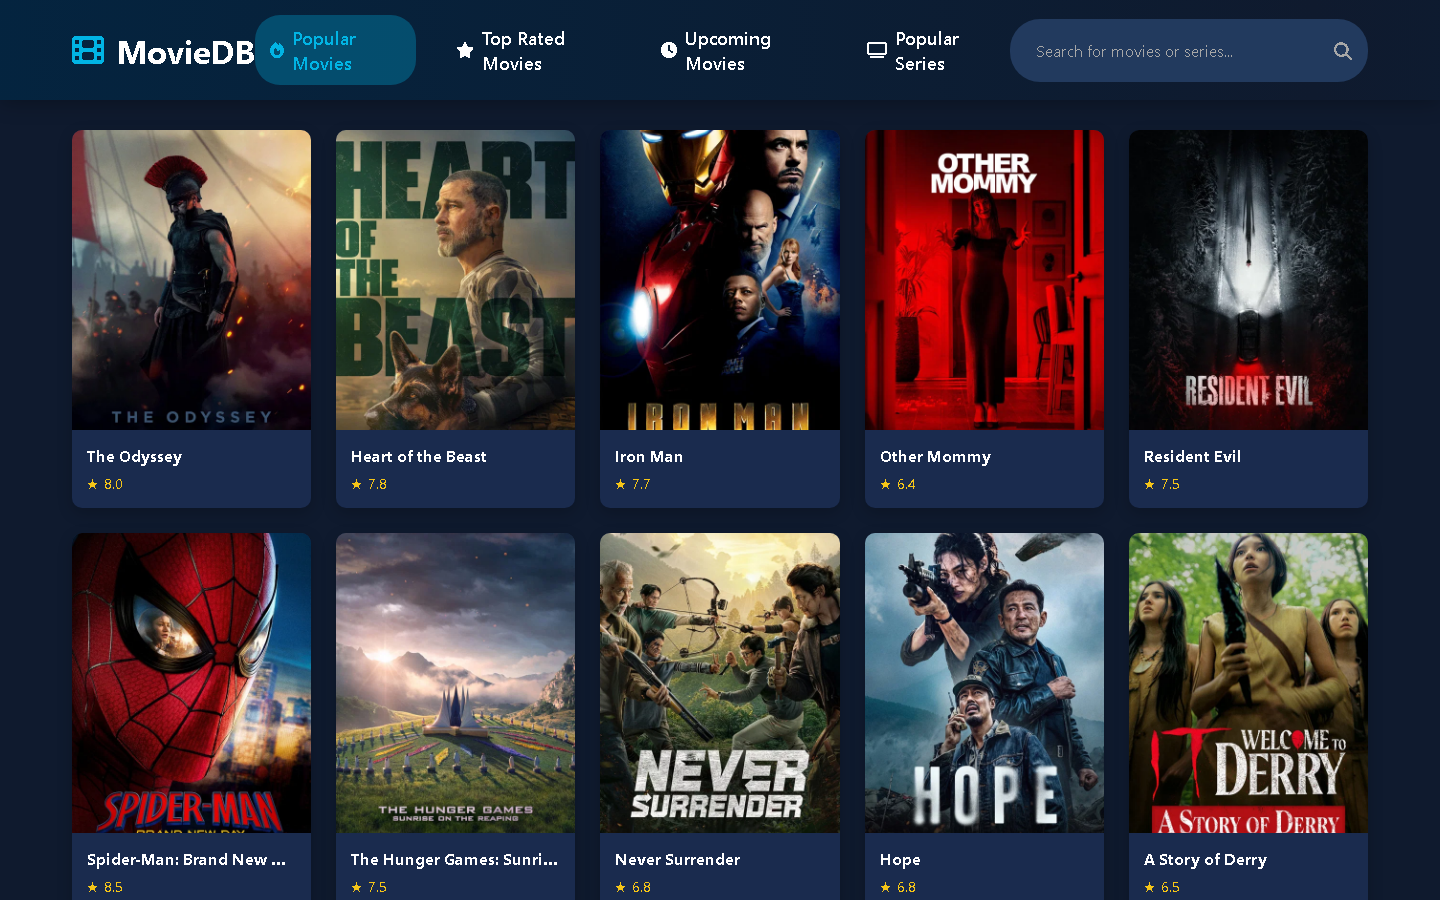 MovieDB
Popular
Movies
Top Rated
Movies
Upcoming
Movies
Popular
Series
Search for movies or series...
THE ODYSSEY
HEART
OF
THE
BEAST
IRON MAN
OTHER
MOMMY
RESIDENT EVIL
The Odyssey
★ 8.0
Heart of the Beast
★ 7.8
Iron Man
★ 7.7
Other Mommy
★ 6.4
Resident Evil
★ 7.5
SPIDER-MAN
BRAND NEW DAY
THE HUNGER GAMES
SUNRISE ON THE REAPING
NEVER
SURRENDER
HOPE
IT WELCOME TO
DERRY
A STORY OF DERRY
Spider-Man: Brand New ...
★ 8.5
The Hunger Games: Sunri...
★ 7.5
Never Surrender
★ 6.8
Hope
★ 6.8
A Story of Derry
★ 6.5